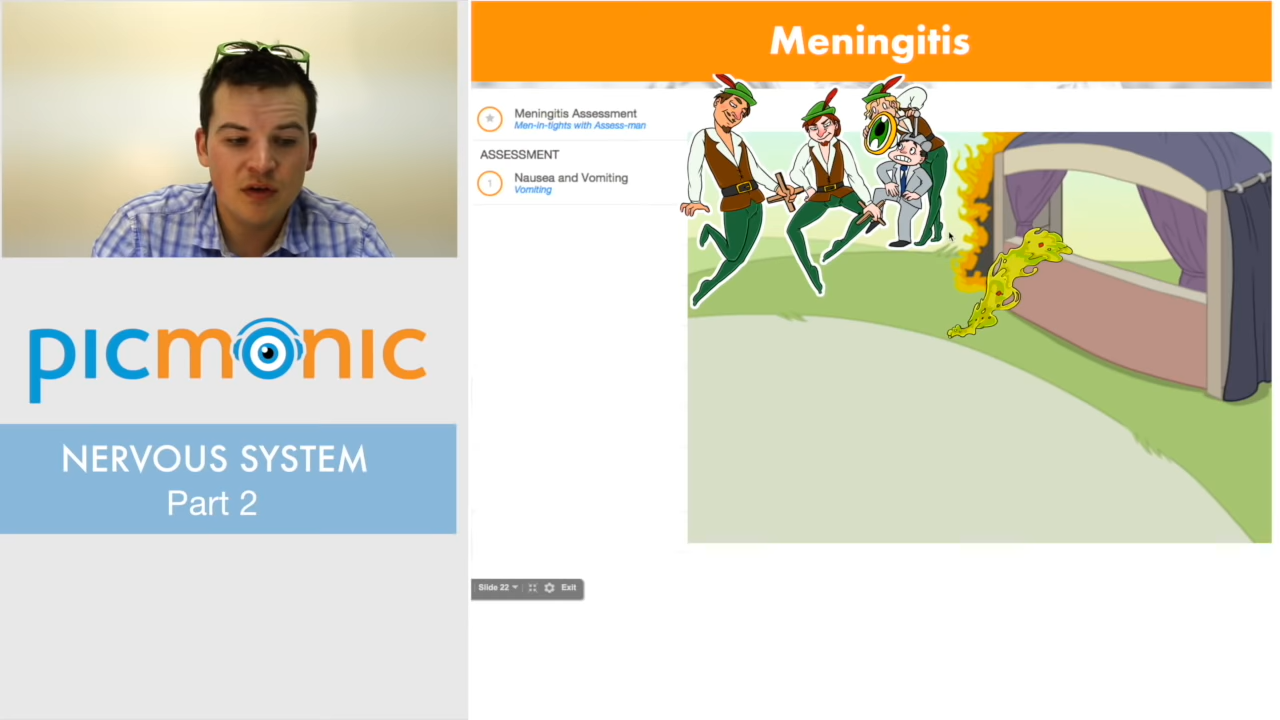 Meningitis
Meningitis Assessment
Men-in-tights with Assess-man
ASSESSMENT
1
Nausea and Vomiting
Vomiting
picmonic
NERVOUS SYSTEM
Part 2
Slide 22
Exit